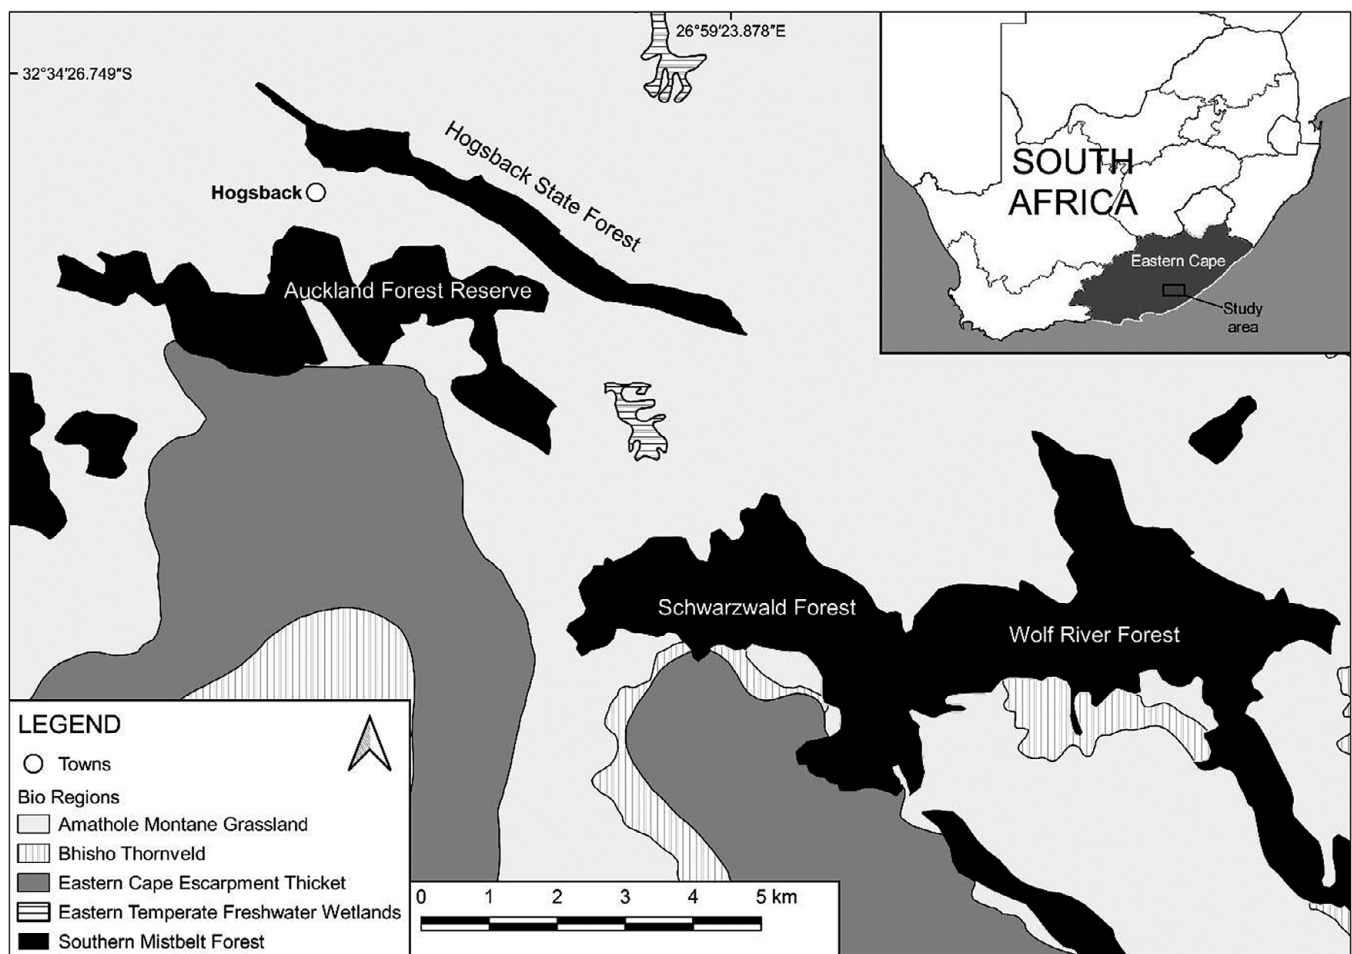 26°59′23.878″E
32°34′26.749″S
Hogsback State Forest
Hogsback
Auckland Forest Reserve
SOUTH
AFRICA
Eastern Cape
Study
area
Schwarzwald Forest
Wolf River Forest
LEGEND
Towns
Bio Regions
Amathole Montane Grassland
Bhisho Thornveld
Eastern Cape Escarpment Thicket
Eastern Temperate Freshwater Wetlands
Southern Mistbelt Forest
0 1 2 3 4 5 km